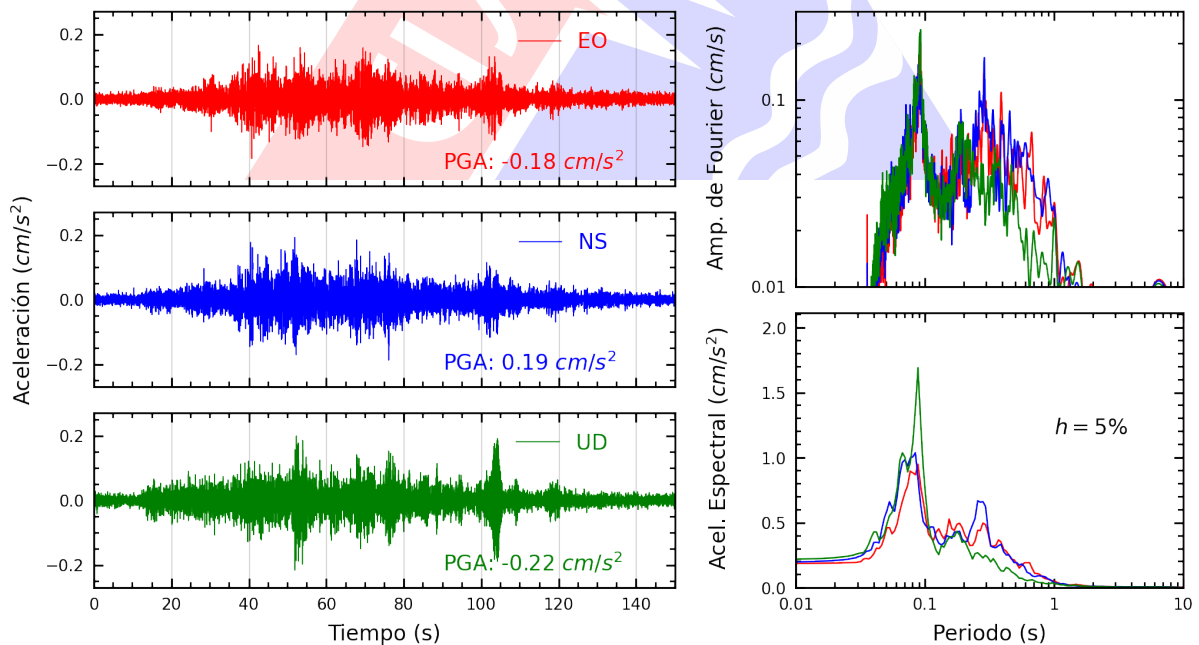 Aceleración (cm/s²)
0.2
0.0
−0.2
EO
PGA: -0.18 cm/s²
0.2
0.0
−0.2
NS
PGA: 0.19 cm/s²
0.2
0.0
−0.2
UD
PGA: -0.22 cm/s²
0 20 40 60 80 100 120 140
Tiempo (s)
Amp. de Fourier (cm/s)
0.1
0.01
Acel. Espectral (cm/s²)
2.0
1.5
1.0
0.5
0.0
h = 5%
0.01 0.1 1 10
Periodo (s)